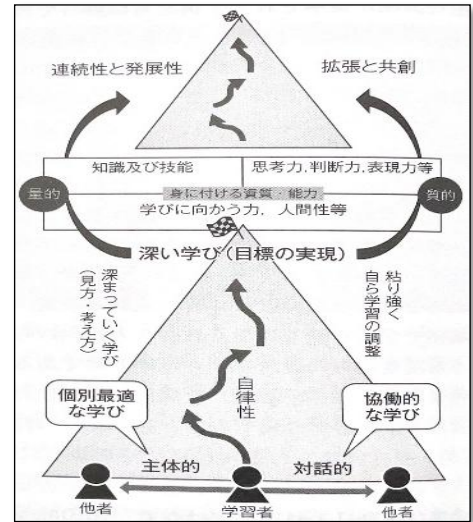 連続性と発展性
拡張と共創
知識及び技能
思考力,判断力,表現力等
量的
身に付ける資質・能力
質的
学びに向かう力, 人間性等
深い学び(目標の実現)
深まっていく学び
(見方・考え方)
粘り強く
自ら学習の調整
自律性
個別最適
な学び
協働的
な学び
主体的
対話的
他者
学習者
他者